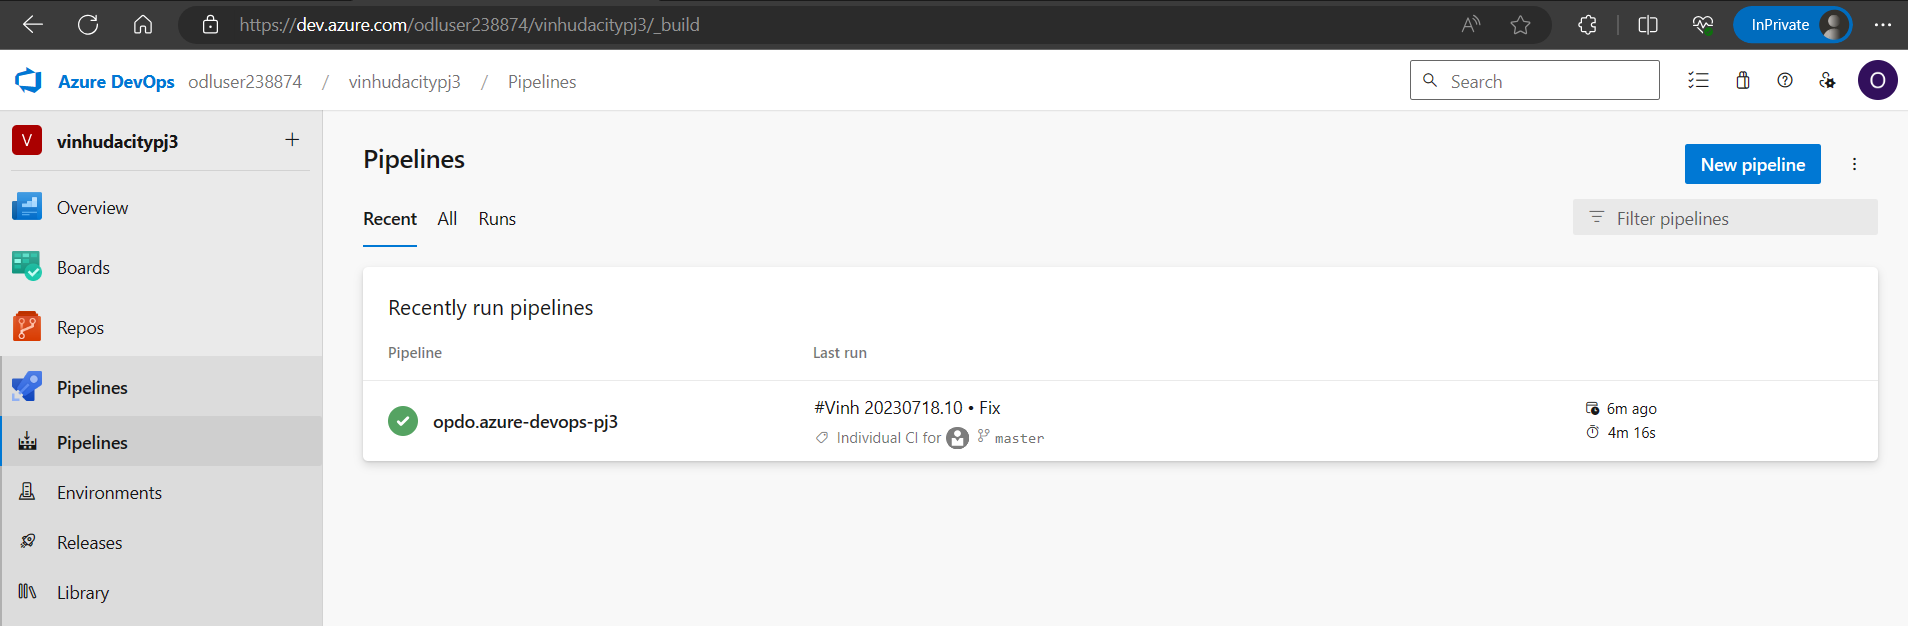 https://dev.azure.com/odluser238874/vinhudacitypj3/_build
InPrivate
Azure DevOps odluser238874 / vinhudacitypj3 / Pipelines
Search
O
V vinhudacitypj3
Overview
Boards
Repos
Pipelines
Pipelines
Environments
Releases
Library
Pipelines
New pipeline
Recent All Runs
Filter pipelines
Recently run pipelines
Pipeline Last run
opdo.azure-devops-pj3
#Vinh 20230718.10 • Fix
Individual CI for master
6m ago
4m 16s